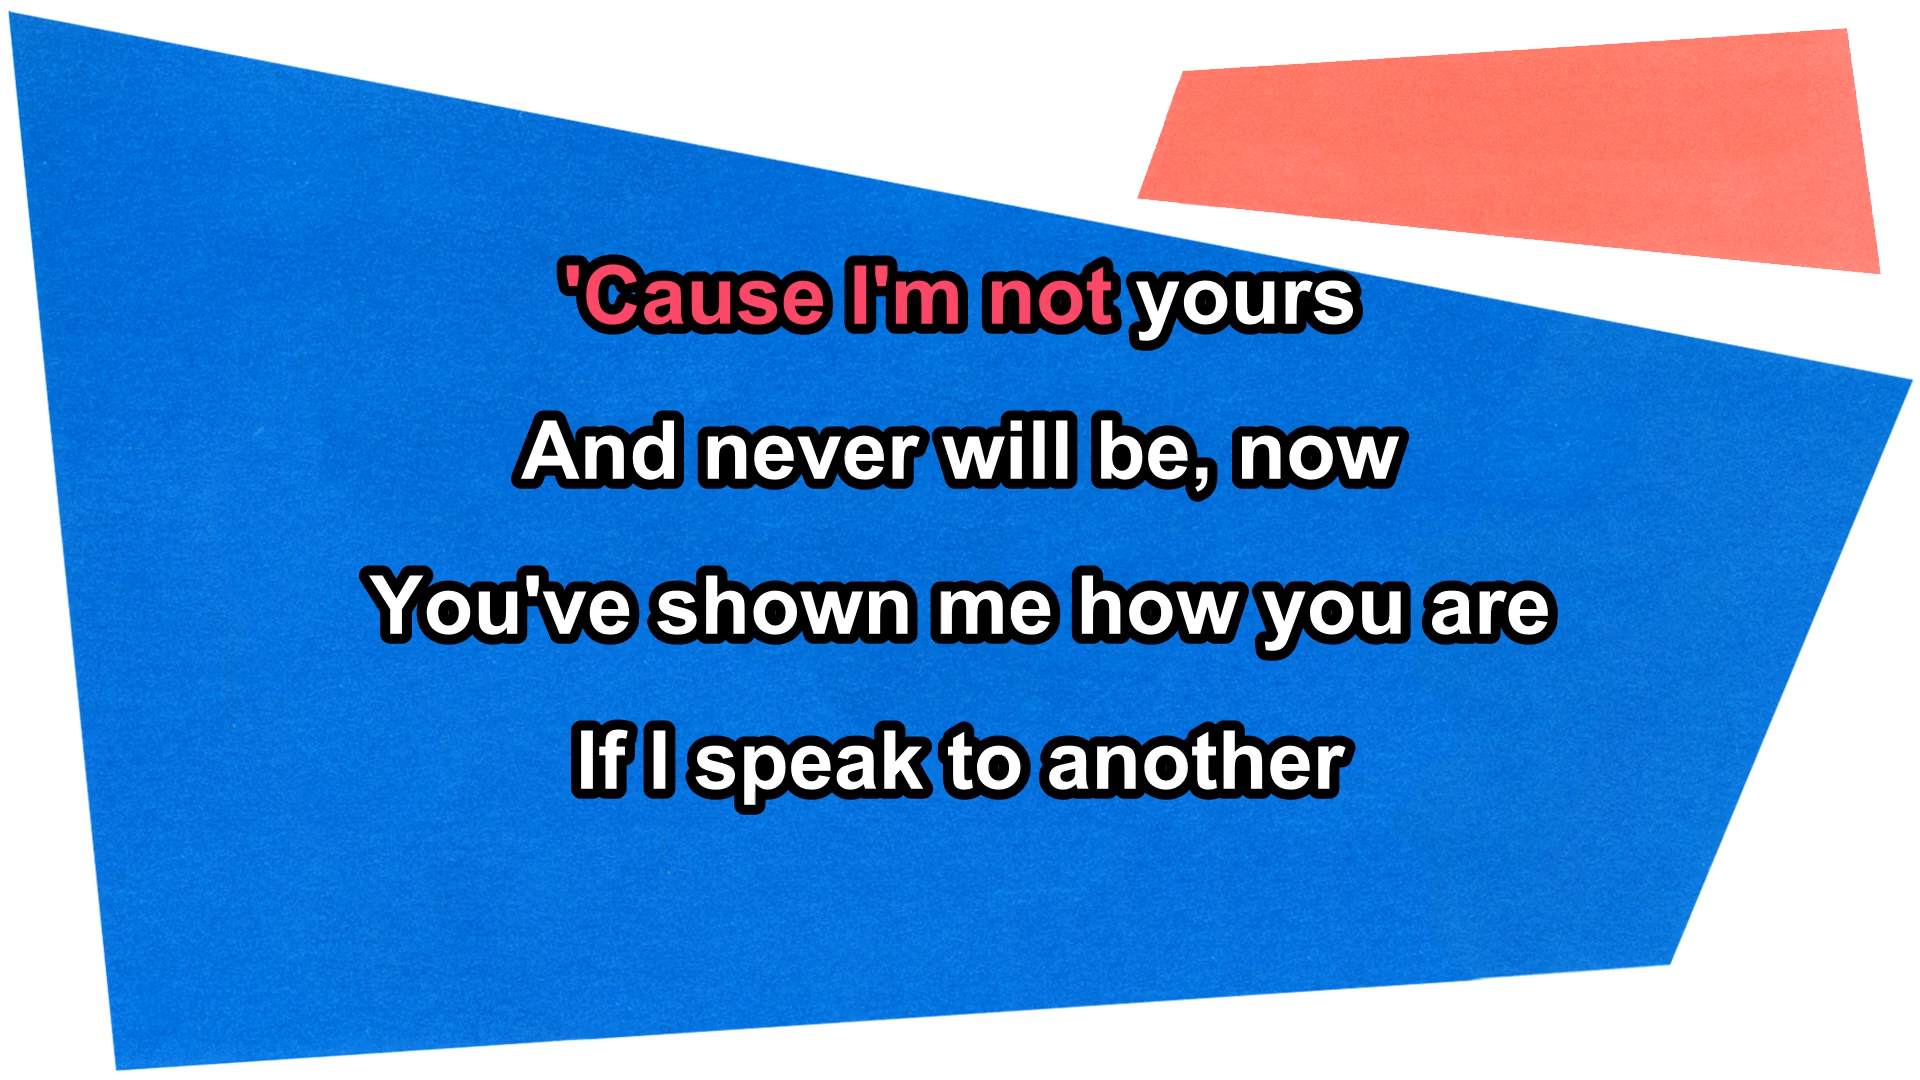 'Cause I'm not yours
And never will be, now
You've shown me how you are
If I speak to another